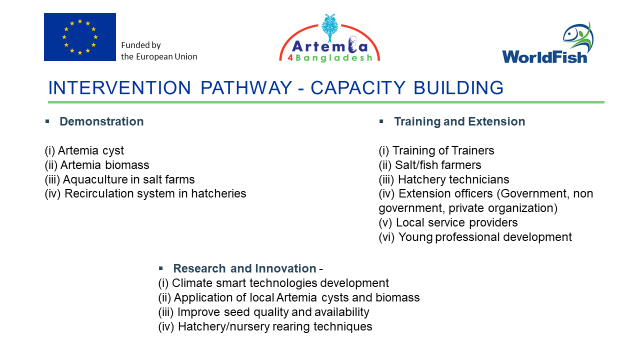 Funded by
the European Union
Artemia
4Bangladesh
WorldFish
INTERVENTION PATHWAY - CAPACITY BUILDING
▪ Demonstration
(i) Artemia cyst
(ii) Artemia biomass
(iii) Aquaculture in salt farms
(iv) Recirculation system in hatcheries
▪ Training and Extension
(i) Training of Trainers
(ii) Salt/fish farmers
(iii) Hatchery technicians
(iv) Extension officers (Government, non
government, private organization)
(v) Local service providers
(vi) Young professional development
▪ Research and Innovation -
(i) Climate smart technologies development
(ii) Application of local Artemia cysts and biomass
(iii) Improve seed quality and availability
(iv) Hatchery/nursery rearing techniques